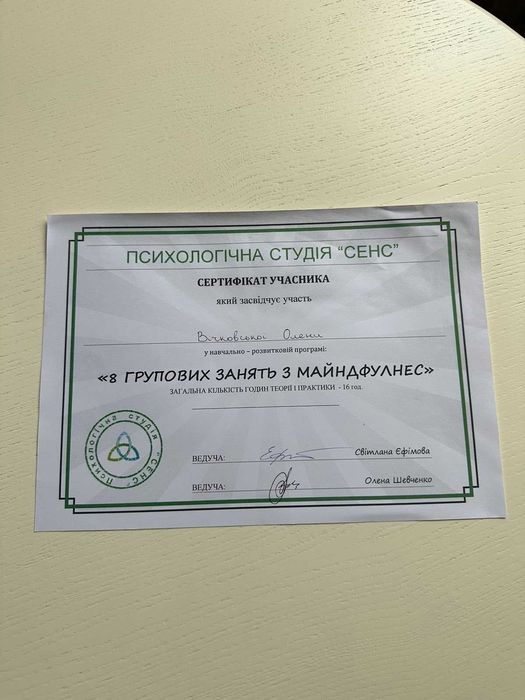 ПСИХОЛОГІЧНА СТУДІЯ "СЕНС"
СЕРТИФІКАТ УЧАСНИКА
який засвідчує участь
Вічковської Олени
у навчально – розвитковій програмі:
«8 ГРУПОВИХ ЗАНЯТЬ З МАЙНДФУЛНЕС»
ЗАГАЛЬНА КІЛЬКІСТЬ ГОДИН ТЕОРІЇ І ПРАКТИКИ - 16 год.
Психологічна студія "СЕНС"
ВЕДУЧА: Світлана Єфімова
ВЕДУЧА: Олена Шевченко